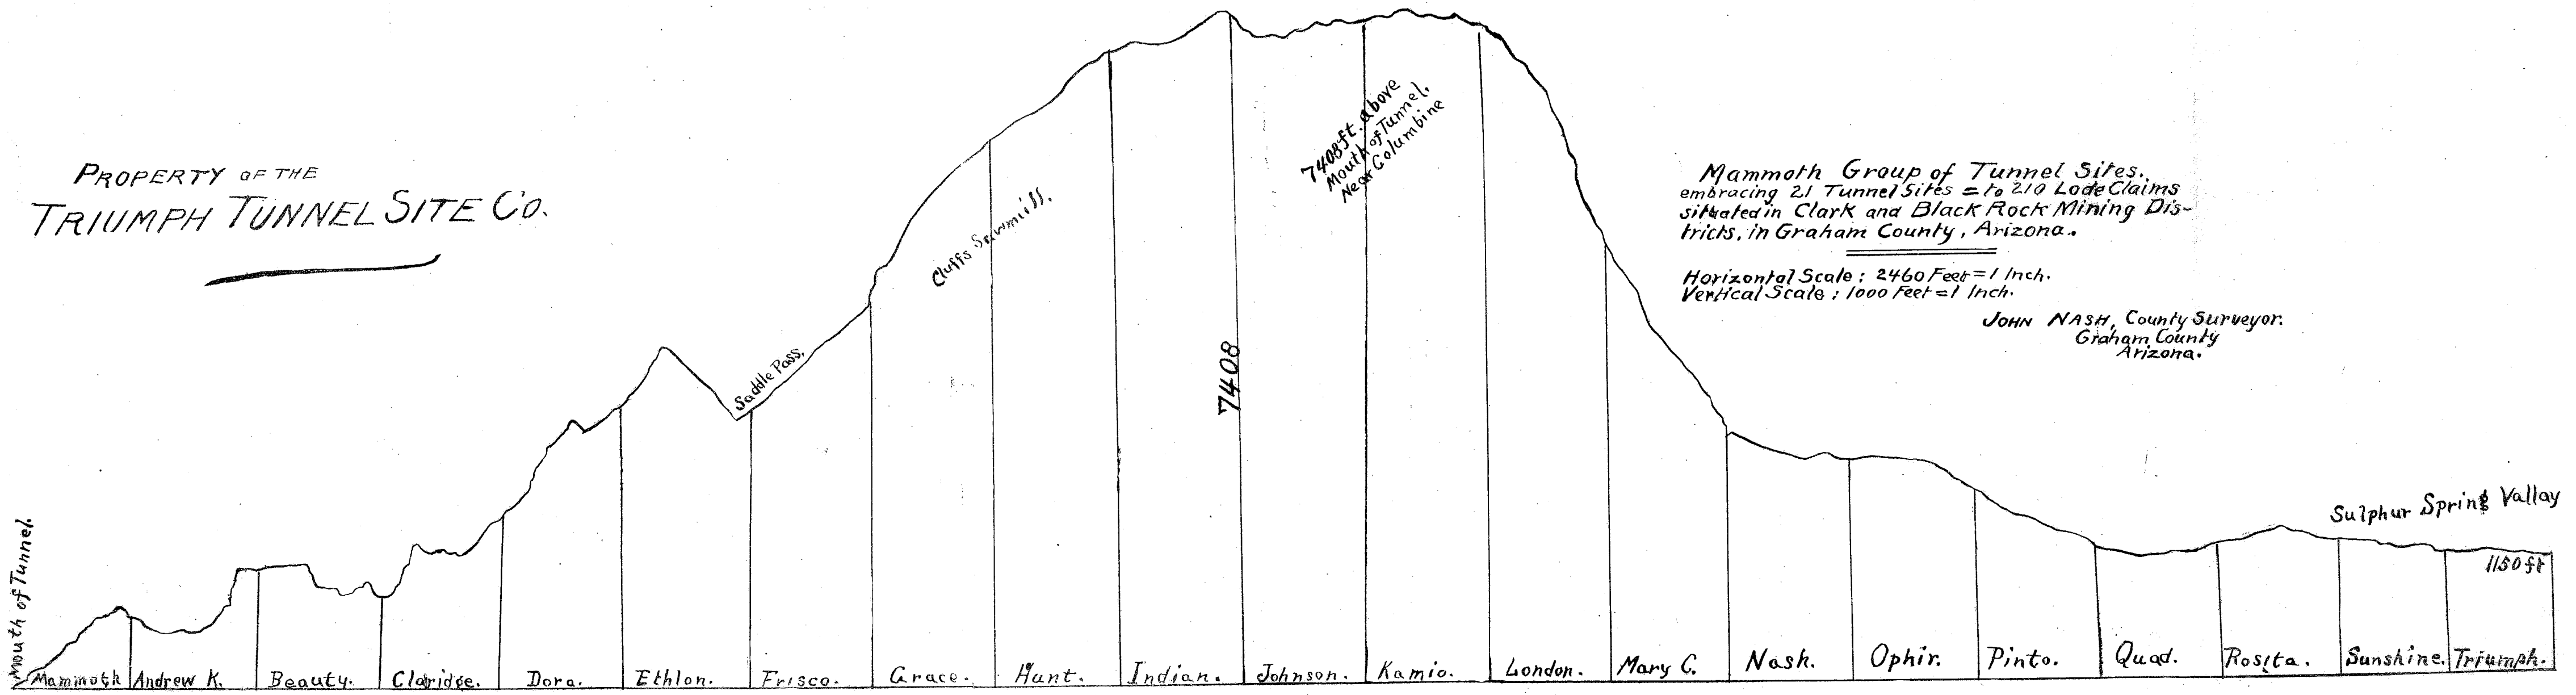 PROPERTY OF THE
TRIUMPH TUNNEL SITE CO.
Mouth of Tunnel.
Saddle Pass.
Cluffs Sawmill.
7408
7408 ft. above
Mouth of Tunnel,
Near Columbine
Mammoth Group of Tunnel Sites.
embracing 21 Tunnel Sites = to 210 Lode Claims
situated in Clark and Black Rock Mining Dis-
tricts, in Graham County, Arizona.
Horizontal Scale: 2460 Feet = 1 Inch.
Vertical Scale: 1000 Feet = 1 Inch.
JOHN NASH, County Surveyor.
Graham County
Arizona.
Sulphur Spring Vallay
1150 ft
Mammoth Andrew K. Beauty. Claridge. Dora. Ethlon. Frisco. Grace. Hunt. Indian. Johnson. Kamio. London. Mary C. Nash. Ophir. Pinto. Quad. Rosita. Sunshine. Triumph.